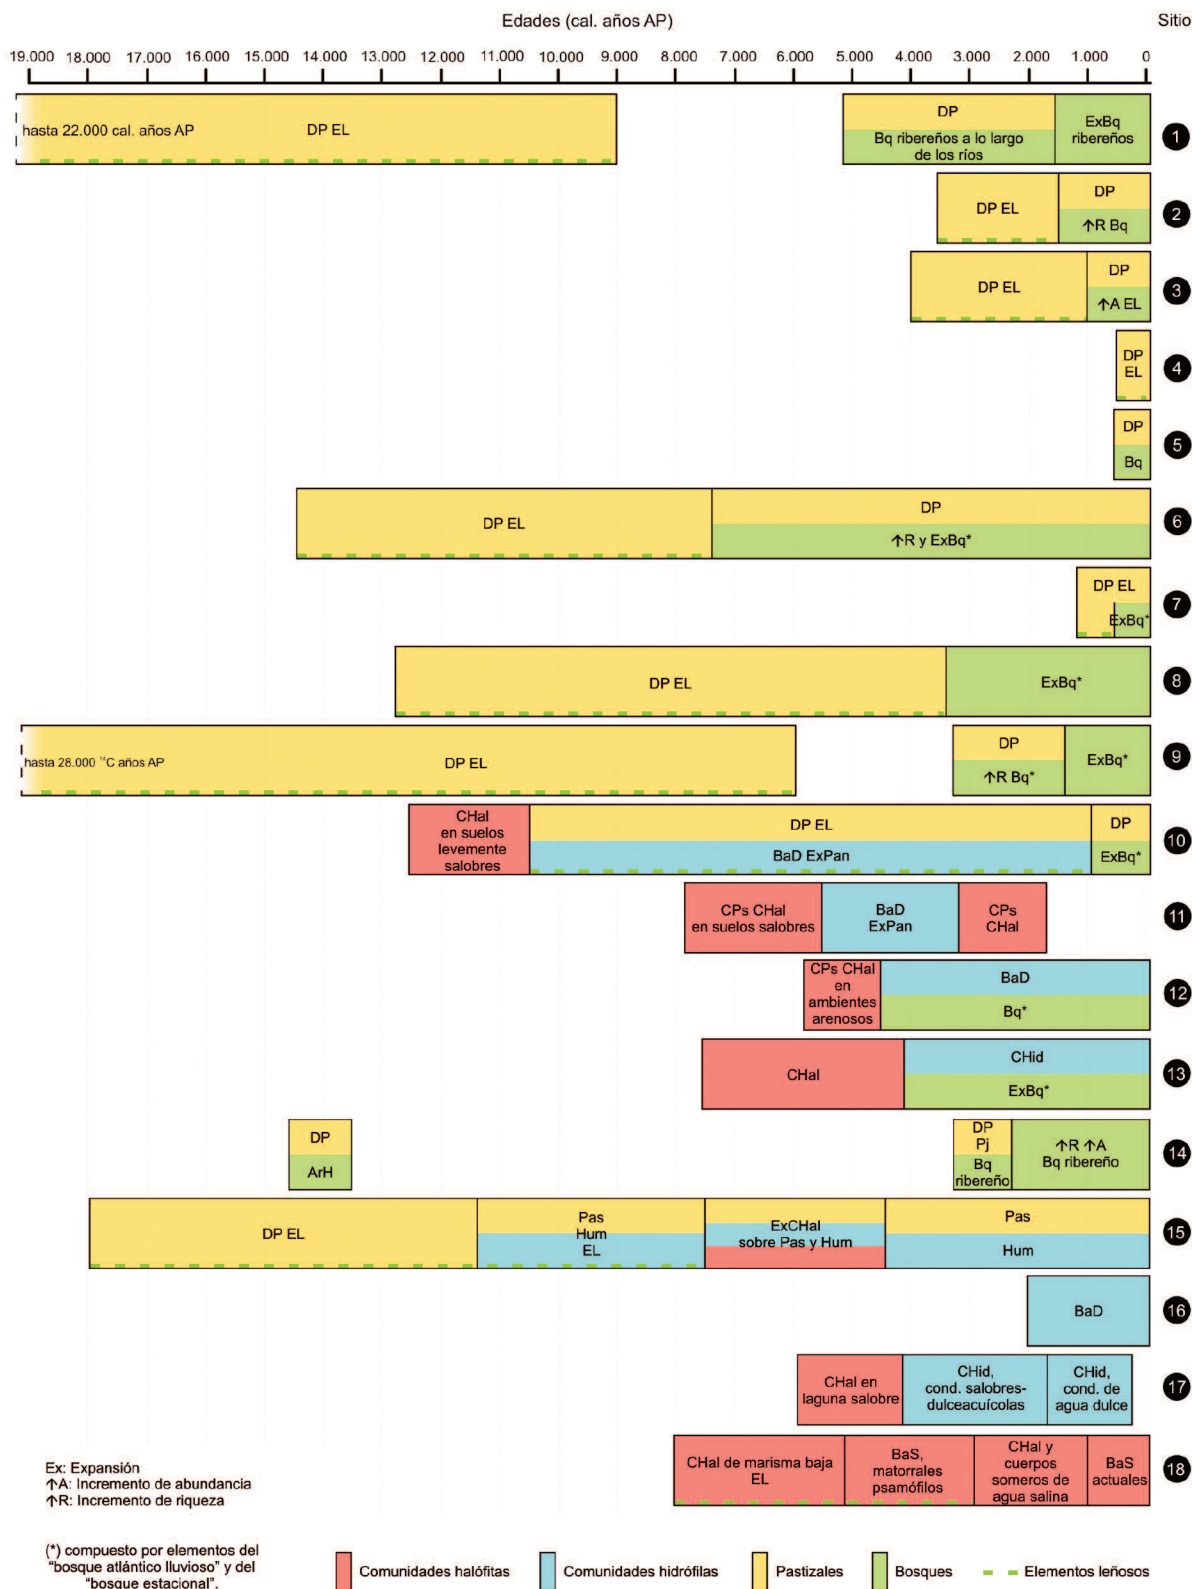 Edades (cal. años AP)
Sitio
19.000 18.000 17.000 16.000 15.000 14.000 13.000 12.000 11.000 10.000 9.000 8.000 7.000 6.000 5.000 4.000 3.000 2.000 1.000 0
hasta 22.000 cal. años AP
DP EL
DP
Bq ribereños a lo largo
de los ríos
ExBq
ribereños
1
DP EL
DP
↑R Bq
2
DP EL
DP
↑A EL
3
DP
EL
4
DP
Bq
5
DP EL
DP
↑R y ExBq*
6
DP EL
ExBq*
7
DP EL
ExBq*
8
hasta 28.000 ¹⁴C años AP
DP EL
DP
↑R Bq*
ExBq*
9
CHal
en suelos
levemente
salobres
DP EL
BaD ExPan
DP
ExBq*
10
CPs CHal
en suelos salobres
BaD
ExPan
CPs
CHal
11
CPs CHal
en
ambientes
arenosos
BaD
Bq*
12
CHal
CHid
ExBq*
13
DP
ArH
DP
Pj
Bq
ribereño
↑R ↑A
Bq ribereño
14
DP EL
Pas
Hum
EL
ExCHal
sobre Pas y Hum
Pas
Hum
15
BaD
16
CHal en
laguna salobre
CHid,
cond. salobres-
dulceacuícolas
CHid,
cond. de
agua dulce
17
CHal de marisma baja
EL
BaS,
matorrales
psamófilos
CHal y
cuerpos
someros de
agua salina
BaS
actuales
18
Ex: Expansión
↑A: Incremento de abundancia
↑R: Incremento de riqueza
(*) compuesto por elementos del
"bosque atlántico lluvioso" y del
"bosque estacional".
Comunidades halófitas
Comunidades hidrófilas
Pastizales
Bosques
Elementos leñosos